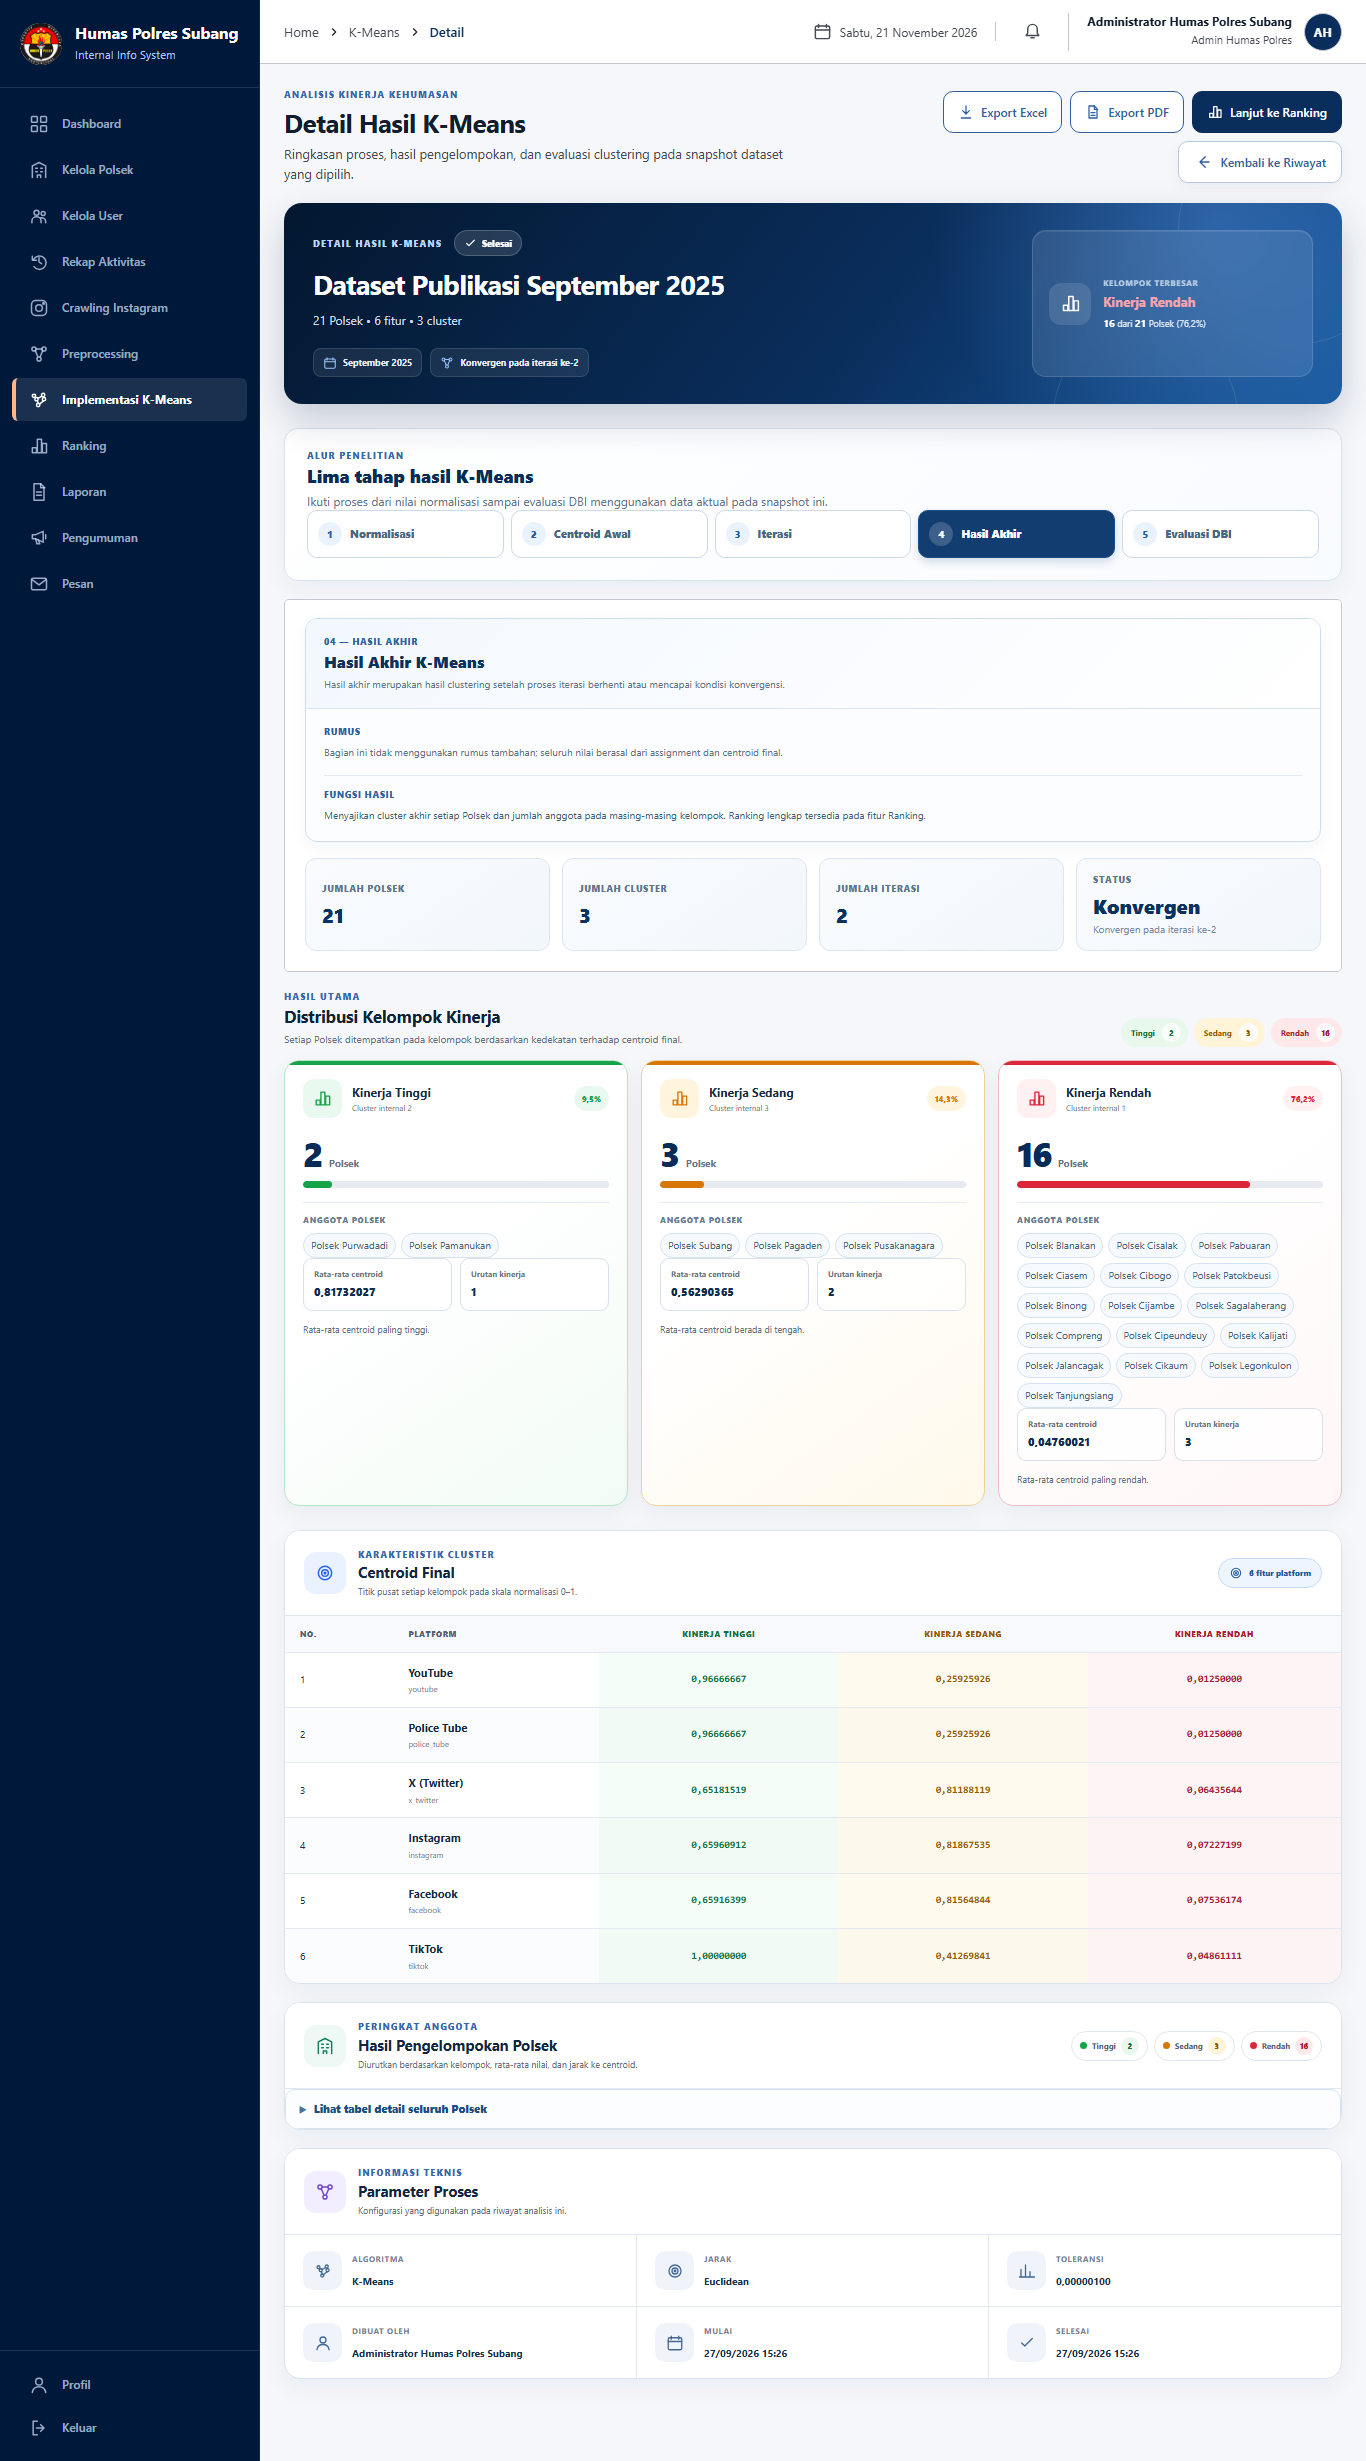 Humas Polres Subang
Internal Info System
Dashboard
Kelola Polsek
Kelola User
Rekap Aktivitas
Crawling Instagram
Preprocessing
Implementasi K-Means
Ranking
Laporan
Pengumuman
Pesan
Profil
Keluar
Home > K-Means > Detail
Sabtu, 21 November 2026
Administrator Humas Polres Subang
Admin Humas Polres
AH
ANALISIS KINERJA KEHUMASAN
Detail Hasil K-Means
Ringkasan proses, hasil pengelompokan, dan evaluasi clustering pada snapshot dataset
yang dipilih.
Export Excel
Export PDF
Lanjut ke Ranking
Kembali ke Riwayat
DETAIL HASIL K-MEANS
Selesai
Dataset Publikasi September 2025
21 Polsek • 6 fitur • 3 cluster
September 2025
Konvergen pada iterasi ke-2
KELOMPOK TERBESAR
Kinerja Rendah
16 dari 21 Polsek (76,2%)
ALUR PENELITIAN
Lima tahap hasil K-Means
Ikuti proses dari nilai normalisasi sampai evaluasi DBI menggunakan data aktual pada snapshot ini.
1 Normalisasi
2 Centroid Awal
3 Iterasi
4 Hasil Akhir
5 Evaluasi DBI
04 — HASIL AKHIR
Hasil Akhir K-Means
Hasil akhir merupakan hasil clustering setelah proses iterasi berhenti atau mencapai kondisi konvergensi.
RUMUS
Bagian ini tidak menggunakan rumus tambahan; seluruh nilai berasal dari assignment dan centroid final.
FUNGSI HASIL
Menyajikan cluster akhir setiap Polsek dan jumlah anggota pada masing-masing kelompok. Ranking lengkap tersedia pada fitur Ranking.
JUMLAH POLSEK
21
JUMLAH CLUSTER
3
JUMLAH ITERASI
2
STATUS
Konvergen
Konvergen pada iterasi ke-2
HASIL UTAMA
Distribusi Kelompok Kinerja
Setiap Polsek ditempatkan pada kelompok berdasarkan kedekatan terhadap centroid final.
Tinggi 2
Sedang 3
Rendah 16
Kinerja Tinggi
Cluster internal 2
9,5%
2 Polsek
ANGGOTA POLSEK
Polsek Purwadadi
Polsek Pamanukan
Rata-rata centroid
0,81732027
Urutan kinerja
1
Rata-rata centroid paling tinggi.
Kinerja Sedang
Cluster internal 3
14,3%
3 Polsek
ANGGOTA POLSEK
Polsek Subang
Polsek Pagaden
Polsek Pusakanagara
Rata-rata centroid
0,56290365
Urutan kinerja
2
Rata-rata centroid berada di tengah.
Kinerja Rendah
Cluster internal 1
76,2%
16 Polsek
ANGGOTA POLSEK
Polsek Blanakan
Polsek Cisalak
Polsek Pabuaran
Polsek Ciasem
Polsek Cibogo
Polsek Patokbeusi
Polsek Binong
Polsek Cijambe
Polsek Sagalaherang
Polsek Compreng
Polsek Cipeundeuy
Polsek Kalijati
Polsek Jalancagak
Polsek Cikaum
Polsek Legonkulon
Polsek Tanjungsiang
Rata-rata centroid
0,04760021
Urutan kinerja
3
Rata-rata centroid paling rendah.
KARAKTERISTIK CLUSTER
Centroid Final
Titik pusat setiap kelompok pada skala normalisasi 0–1.
6 fitur platform
NO. PLATFORM KINERJA TINGGI KINERJA SEDANG KINERJA RENDAH
1 YouTube 0,96666667 0,25925926 0,01250000
youtube
2 Police Tube 0,96666667 0,25925926 0,01250000
police_tube
3 X (Twitter) 0,65181519 0,81188119 0,06435644
x_twitter
4 Instagram 0,65960912 0,81867535 0,07227199
instagram
5 Facebook 0,65916399 0,81564844 0,07536174
facebook
6 TikTok 1,00000000 0,41269841 0,04861111
tiktok
PERINGKAT ANGGOTA
Hasil Pengelompokan Polsek
Diurutkan berdasarkan kelompok, rata-rata nilai, dan jarak ke centroid.
Tinggi 2
Sedang 3
Rendah 16
Lihat tabel detail seluruh Polsek
INFORMASI TEKNIS
Parameter Proses
Konfigurasi yang digunakan pada riwayat analisis ini.
ALGORITMA
K-Means
JARAK
Euclidean
TOLERANSI
0,00000100
DIBUAT OLEH
Administrator Humas Polres Subang
MULAI
27/09/2026 15:26
SELESAI
27/09/2026 15:26